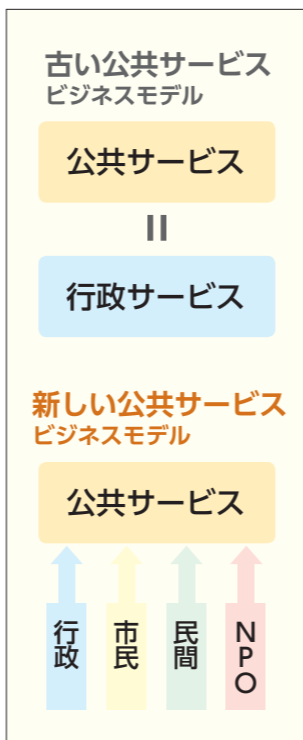 古い公共サービス
ビジネスモデル
公共サービス
=
行政サービス
新しい公共サービス
ビジネスモデル
公共サービス
行政
市民
民間
NPO